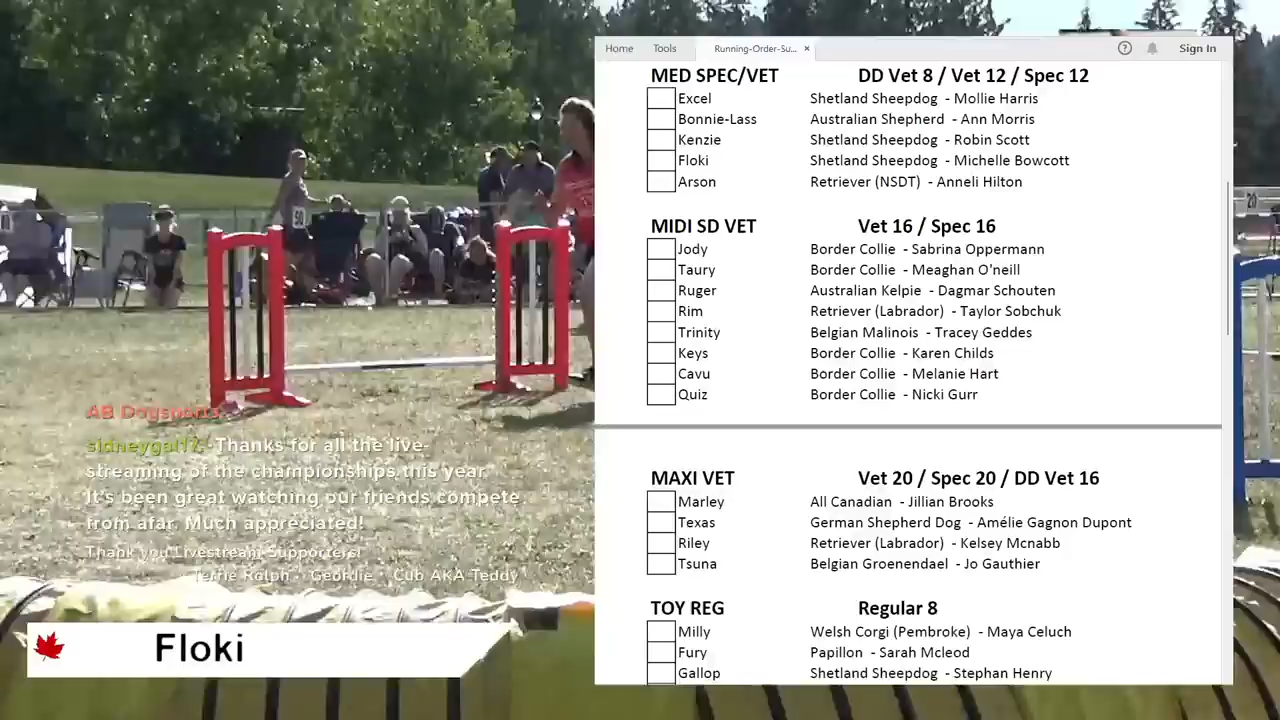 Home Tools Running-Order-Su... × ? Sign In
MED SPEC/VET DD Vet 8 / Vet 12 / Spec 12
Excel Shetland Sheepdog - Mollie Harris
Bonnie-Lass Australian Shepherd - Ann Morris
Kenzie Shetland Sheepdog - Robin Scott
Floki Shetland Sheepdog - Michelle Bowcott
Arson Retriever (NSDT) - Anneli Hilton
MIDI SD VET Vet 16 / Spec 16
Jody Border Collie - Sabrina Oppermann
Taury Border Collie - Meaghan O'neill
Ruger Australian Kelpie - Dagmar Schouten
Rim Retriever (Labrador) - Taylor Sobchuk
Trinity Belgian Malinois - Tracey Geddes
Keys Border Collie - Karen Childs
Cavu Border Collie - Melanie Hart
Quiz Border Collie - Nicki Gurr
MAXI VET Vet 20 / Spec 20 / DD Vet 16
Marley All Canadian - Jillian Brooks
Texas German Shepherd Dog - Amélie Gagnon Dupont
Riley Retriever (Labrador) - Kelsey Mcnabb
Tsuna Belgian Groenendael - Jo Gauthier
TOY REG Regular 8
Milly Welsh Corgi (Pembroke) - Maya Celuch
Fury Papillon - Sarah Mcleod
Gallop Shetland Sheepdog - Stephan Henry
20
AB Dogsports
sidneygal17: Thanks for all the live-
streaming of the championships this year.
It's been great watching our friends compete
from afar. Much appreciated!
Thank you Livestream Supporters!
Terrie Rolph - Geordie - Cub AKA Teddy
Floki